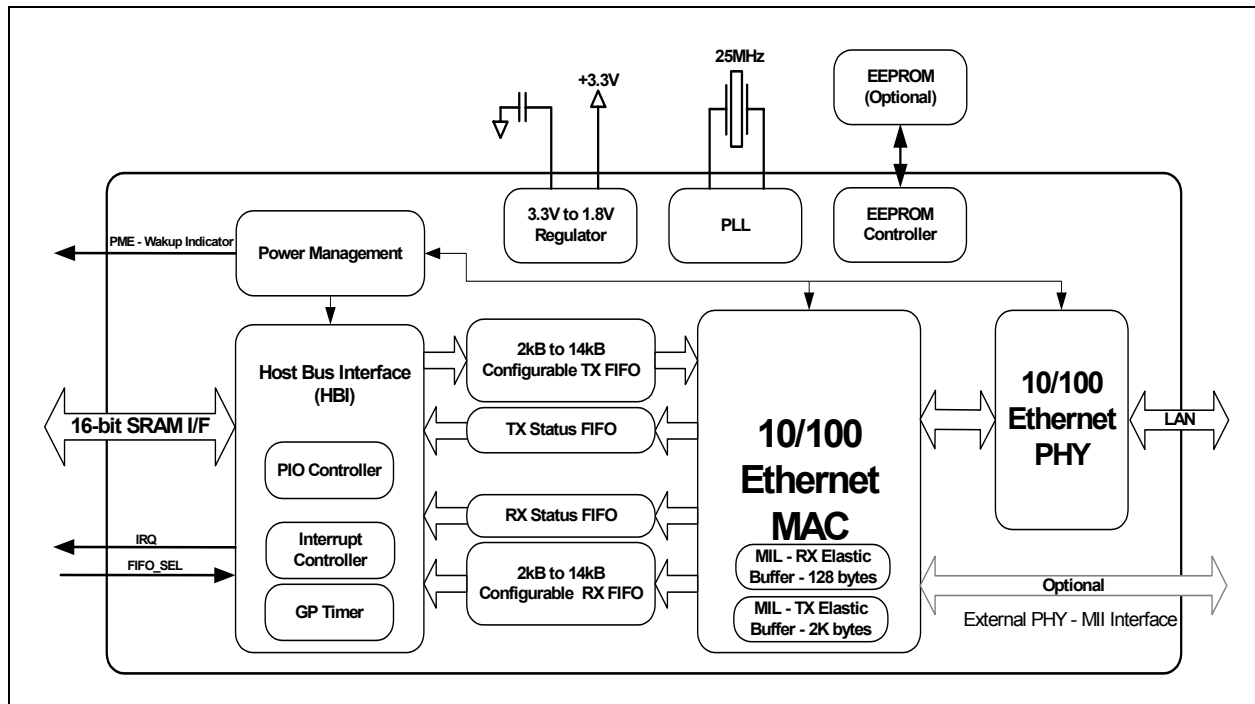 25MHz
+3.3V
EEPROM
(Optional)
3.3V to 1.8V
Regulator
PLL
EEPROM
Controller
PME - Wakup Indicator
Power Management
Host Bus Interface
(HBI)
2kB to 14kB
Configurable TX FIFO
16-bit SRAM I/F
TX Status FIFO
PIO Controller
RX Status FIFO
IRQ
FIFO_SEL
Interrupt
Controller
2kB to 14kB
Configurable RX FIFO
GP Timer
10/100
Ethernet
MAC
MIL - RX Elastic
Buffer - 128 bytes
MIL - TX Elastic
Buffer - 2K bytes
10/100
Ethernet
PHY
LAN
Optional
External PHY - MII Interface